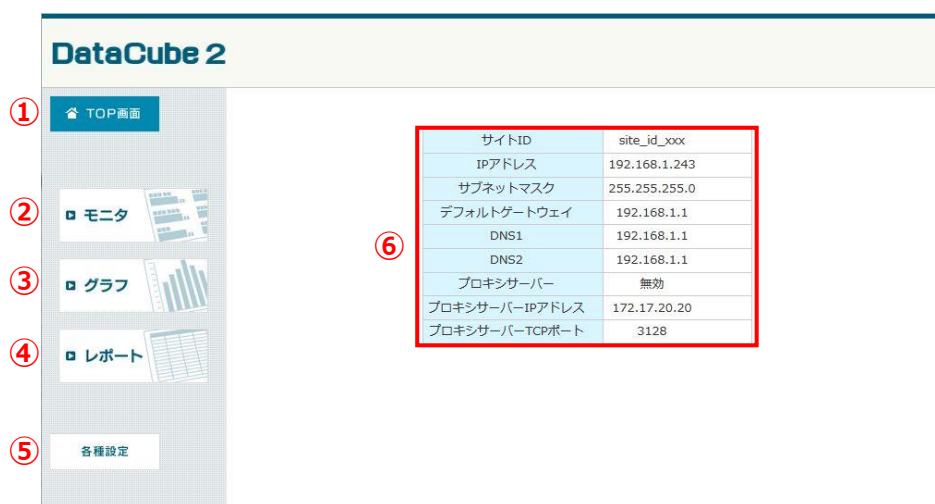 DataCube 2
① TOP画面
② モニタ
③ グラフ
④ レポート
⑤ 各種設定
⑥
サイトID site_id_xxx
IPアドレス 192.168.1.243
サブネットマスク 255.255.255.0
デフォルトゲートウェイ 192.168.1.1
DNS1 192.168.1.1
DNS2 192.168.1.1
プロキシサーバー 無効
プロキシサーバーIPアドレス 172.17.20.20
プロキシサーバーTCPポート 3128